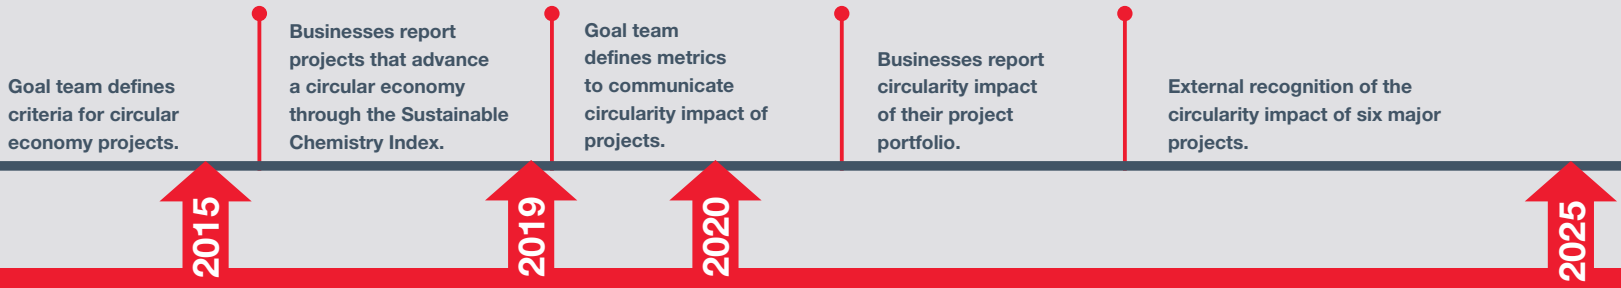 Goal team defines
criteria for circular
economy projects.
Businesses report
projects that advance
a circular economy
through the Sustainable
Chemistry Index.
Goal team
defines metrics
to communicate
circularity impact of
projects.
Businesses report
circularity impact
of their project
portfolio.
External recognition of the
circularity impact of six major
projects.
2015
2019
2020
2025